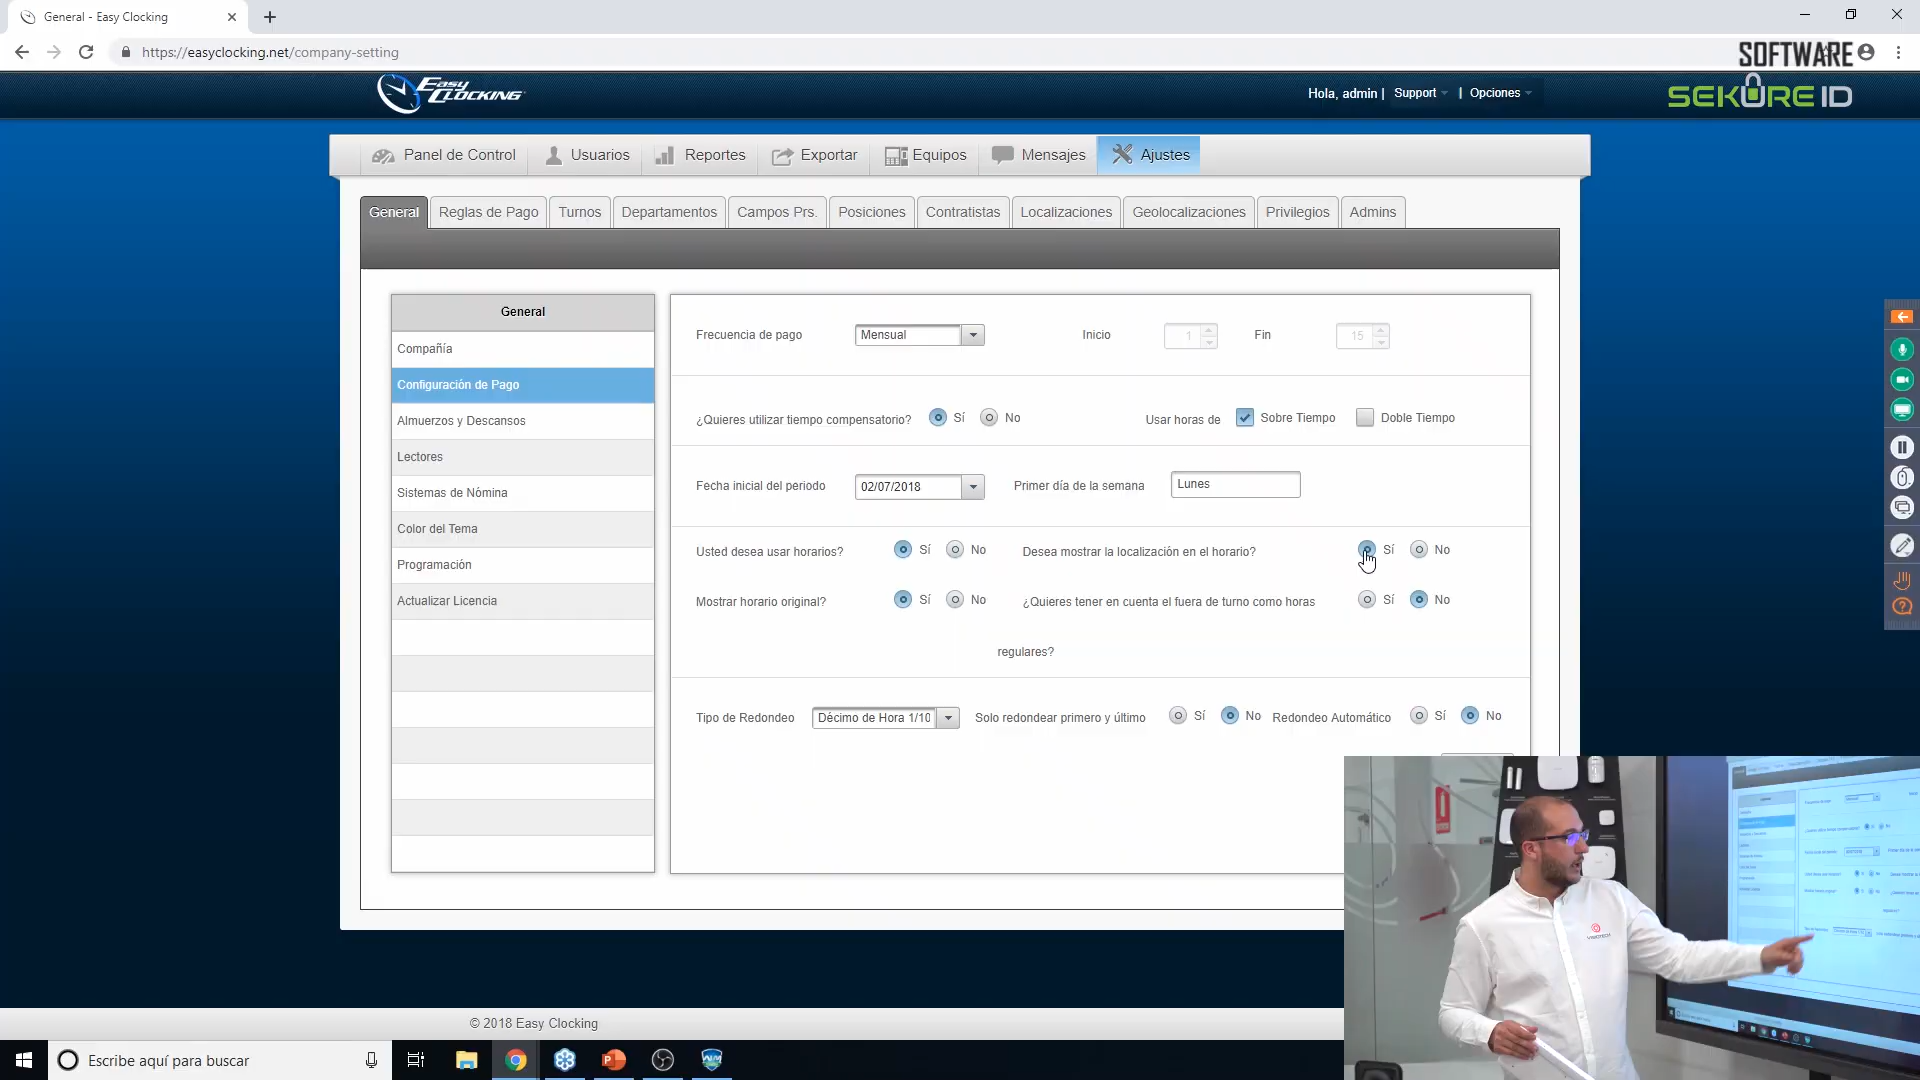 General - Easy Clocking
https://easyclocking.net/company-setting
SOFTWARE
EASY CLOCKING
Hola, admin | Support | Opciones
SEKURE ID
Panel de Control Usuarios Reportes Exportar Equipos Mensajes Ajustes
General Reglas de Pago Turnos Departamentos Campos Prs. Posiciones Contratistas Localizaciones Geolocalizaciones Privilegios Admins
General
Compañía
Configuración de Pago
Almuerzos y Descansos
Lectores
Sistemas de Nómina
Color del Tema
Programación
Actualizar Licencia
Frecuencia de pago Mensual Inicio 1 Fin 15
¿Quieres utilizar tiempo compensatorio? Sí No Usar horas de Sobre Tiempo Doble Tiempo
Fecha inicial del periodo 02/07/2018 Primer día de la semana Lunes
Usted desea usar horarios? Sí No Desea mostrar la localización en el horario? Sí No
Mostrar horario original? Sí No ¿Quieres tener en cuenta el fuera de turno como horas Sí No
regulares?
Tipo de Redondeo Décimo de Hora 1/10 Solo redondear primero y último Sí No Redondeo Automático Sí No
© 2018 Easy Clocking
Escribe aquí para buscar